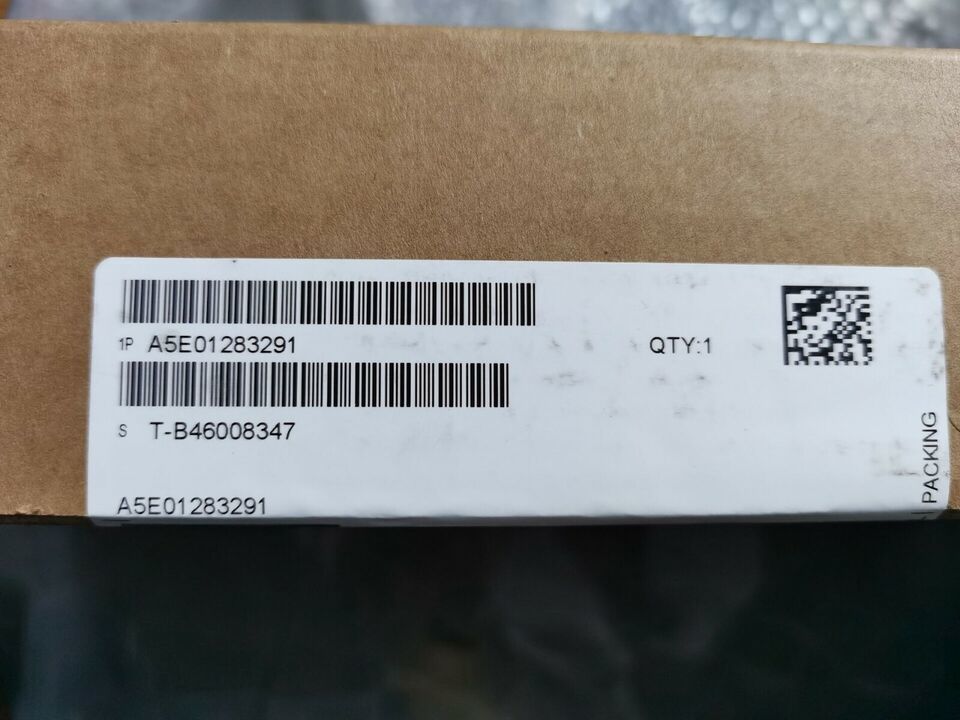 1P A5E01283291
QTY:1
S T-B46008347
A5E01283291
PACKING